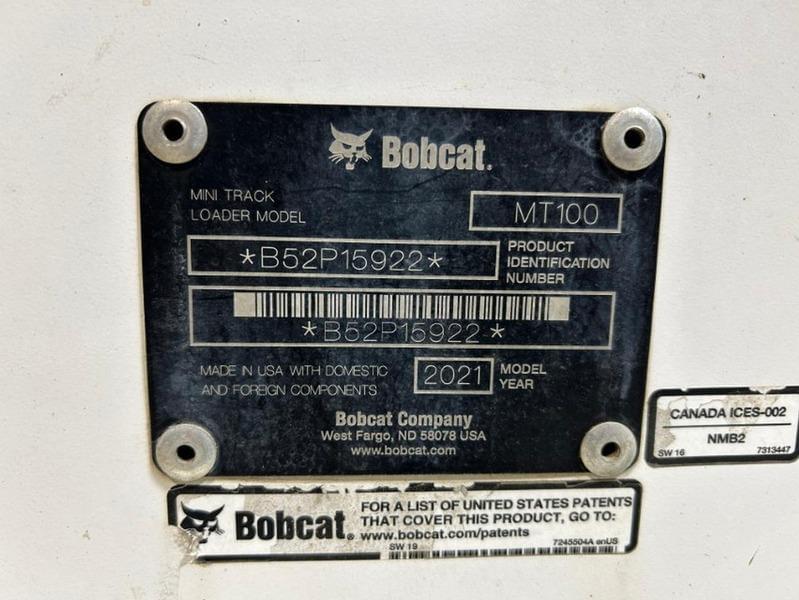 Bobcat.
MINI TRACK
LOADER MODEL
MT100
*B52P15922*
PRODUCT
IDENTIFICATION
NUMBER
*B52P15922*
MADE IN USA WITH DOMESTIC
AND FOREIGN COMPONENTS
2021
MODEL
YEAR
Bobcat Company
West Fargo, ND 58078 USA
www.bobcat.com
CANADA ICES-002
NMB2
SW 16 7313447
Bobcat.
FOR A LIST OF UNITED STATES PATENTS
THAT COVER THIS PRODUCT, GO TO:
www.bobcat.com/patents
SW 19 7245504A enUS